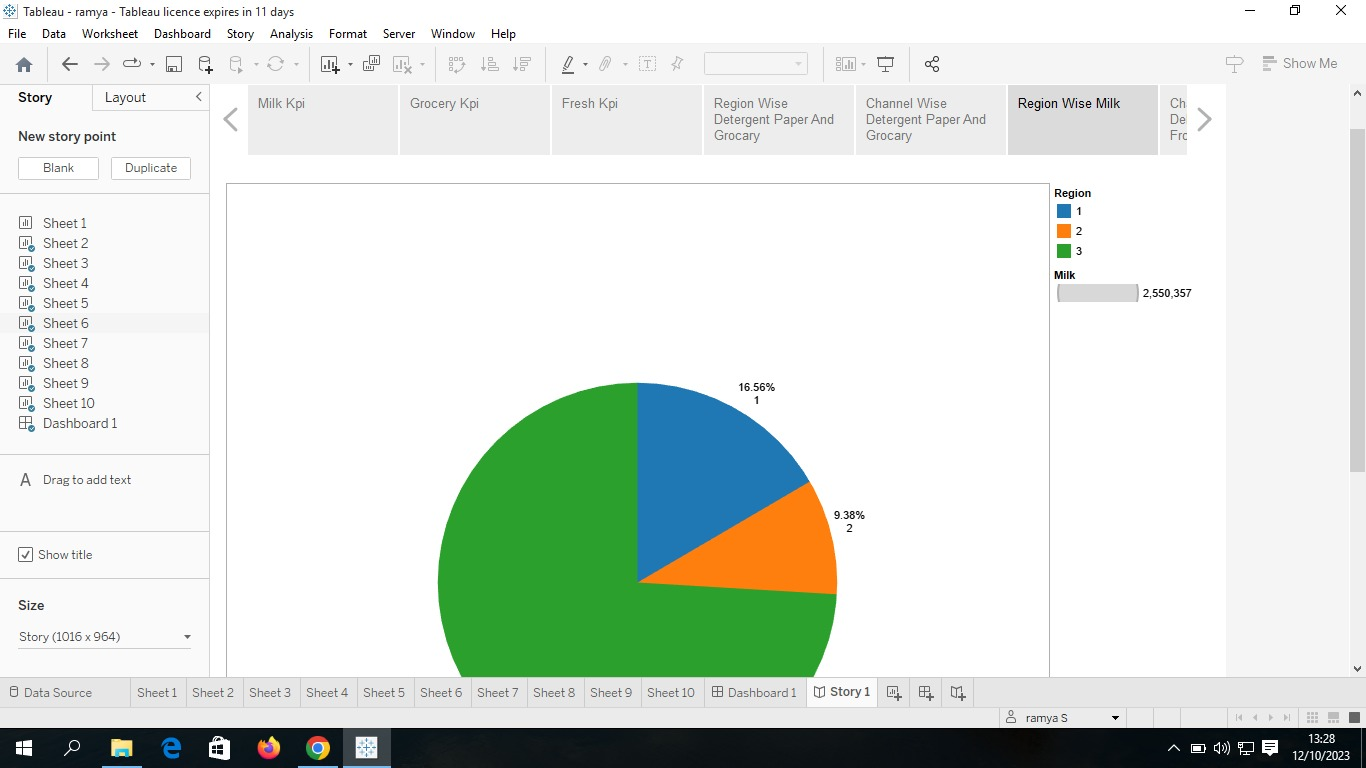 Tableau - ramya - Tableau licence expires in 11 days
File Data Worksheet Dashboard Story Analysis Format Server Window Help
Show Me
Story Layout
New story point
Blank Duplicate
Sheet 1
Sheet 2
Sheet 3
Sheet 4
Sheet 5
Sheet 6
Sheet 7
Sheet 8
Sheet 9
Sheet 10
Dashboard 1
A Drag to add text
Show title
Size
Story (1016 x 964)
Milk Kpi
Grocery Kpi
Fresh Kpi
Region Wise
Detergent Paper And
Grocary
Channel Wise
Detergent Paper And
Grocary
Region Wise Milk
Region
1
2
3
Milk
2,550,357
16.56%
1
9.38%
2
Data Source Sheet 1 Sheet 2 Sheet 3 Sheet 4 Sheet 5 Sheet 6 Sheet 7 Sheet 8 Sheet 9 Sheet 10 Dashboard 1 Story 1
ramya S
13:28
12/10/2023